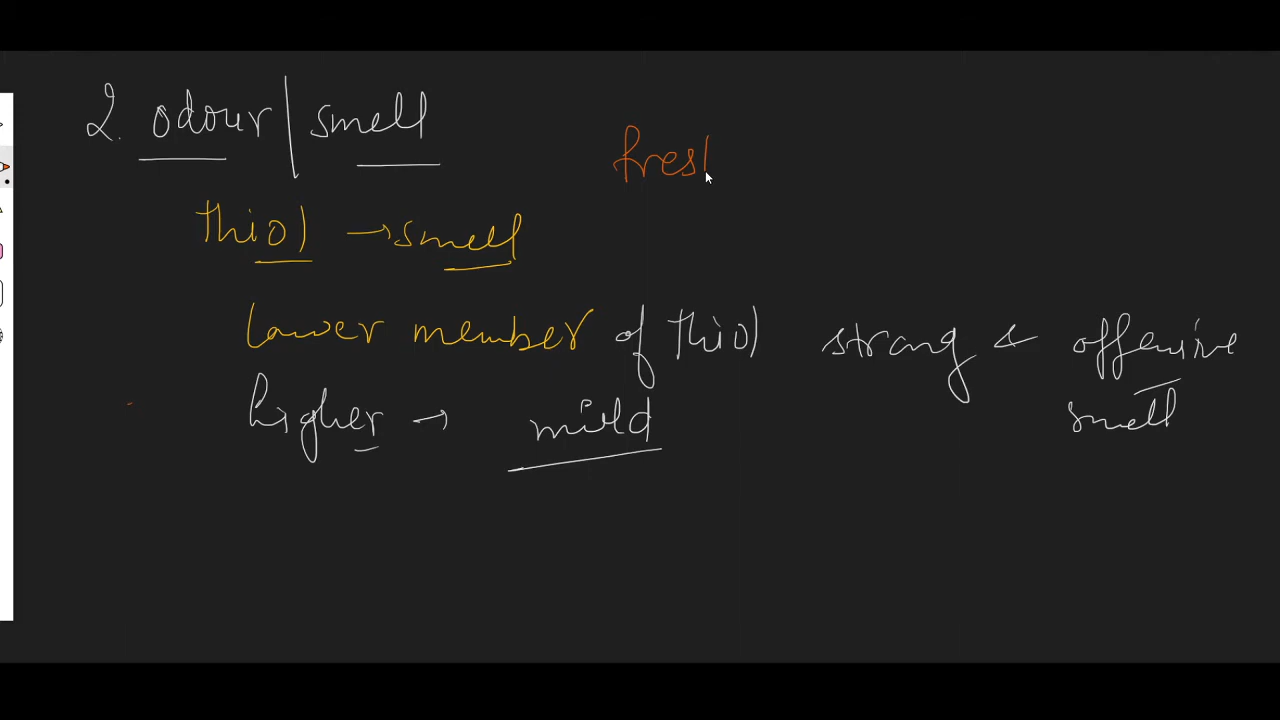 2. odour | smell
fresh
thiol → smell
lower member of thiol strong & offensive
smell
higher → mild